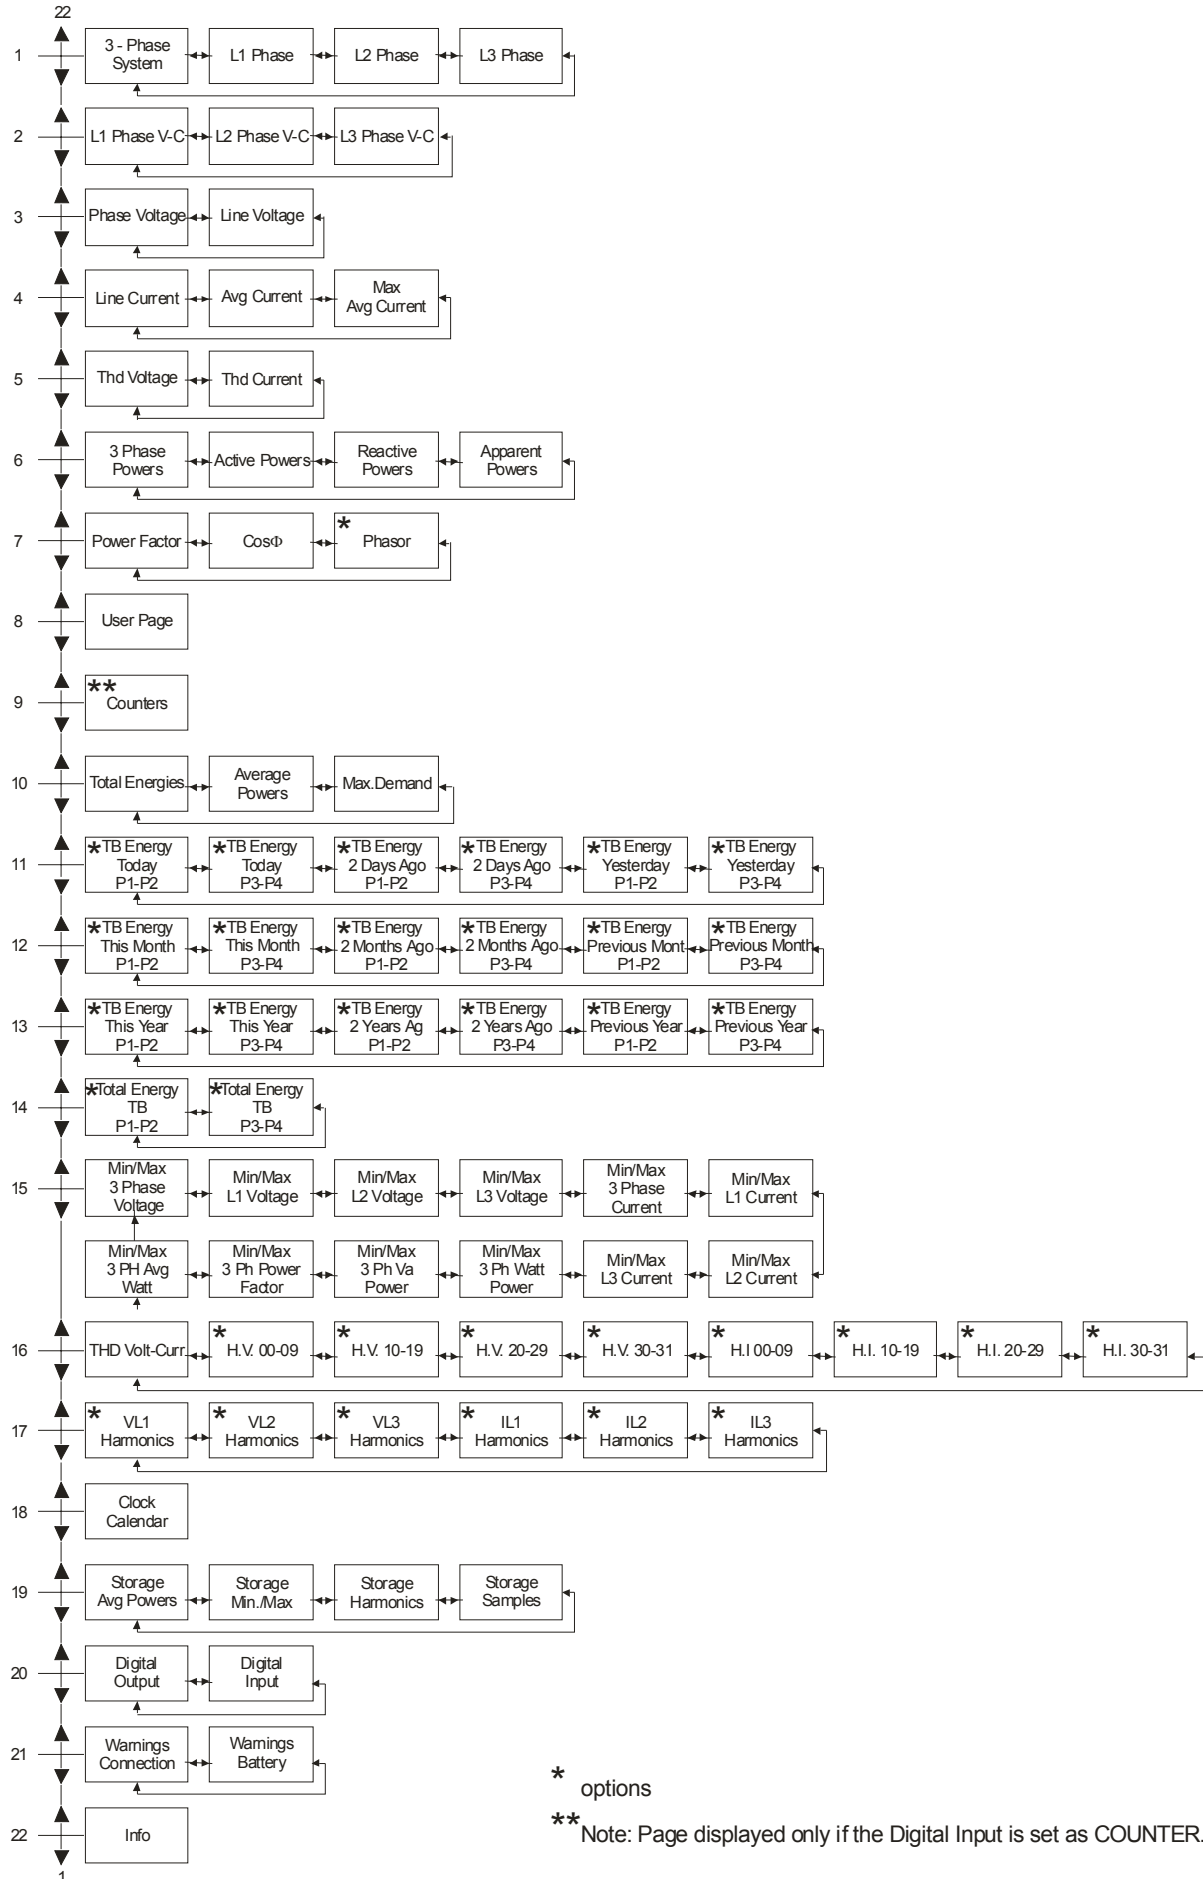 22
1
3 - Phase
System
L1 Phase
L2 Phase
L3 Phase
2
L1 Phase V-C
L2 Phase V-C
L3 Phase V-C
3
Phase Voltage
Line Voltage
4
Line Current
Avg Current
Max
Avg Current
5
Thd Voltage
Thd Current
6
3 Phase
Powers
Active Powers
Reactive
Powers
Apparent
Powers
7
Power Factor
CosΦ
*
Phasor
8
User Page
9
**
Counters
10
Total Energies
Average
Powers
Max.Demand
11
*TB Energy
Today
P1-P2
*TB Energy
Today
P3-P4
*TB Energy
2 Days Ago
P1-P2
*TB Energy
2 Days Ago
P3-P4
*TB Energy
Yesterday
P1-P2
*TB Energy
Yesterday
P3-P4
12
*TB Energy
This Month
P1-P2
*TB Energy
This Month
P3-P4
*TB Energy
2 Months Ago
P1-P2
*TB Energy
2 Months Ago
P3-P4
*TB Energy
Previous Mont
P1-P2
*TB Energy
Previous Month
P3-P4
13
*TB Energy
This Year
P1-P2
*TB Energy
This Year
P3-P4
*TB Energy
2 Years Ag
P1-P2
*TB Energy
2 Years Ago
P3-P4
*TB Energy
Previous Year
P1-P2
*TB Energy
Previous Year
P3-P4
14
*Total Energy
TB
P1-P2
*Total Energy
TB
P3-P4
15
Min/Max
3 Phase
Voltage
Min/Max
L1 Voltage
Min/Max
L2 Voltage
Min/Max
L3 Voltage
Min/Max
3 Phase
Current
Min/Max
L1 Current
Min/Max
3 PH Avg
Watt
Min/Max
3 Ph Power
Factor
Min/Max
3 Ph Va
Power
Min/Max
3 Ph Watt
Power
Min/Max
L3 Current
Min/Max
L2 Current
16
THD Volt-Curr.
*
H.V. 00-09
*
H.V. 10-19
*
H.V. 20-29
*
H.V. 30-31
*
H.I 00-09
*
H.I. 10-19
*
H.I. 20-29
*
H.I. 30-31
17
* VL1
Harmonics
* VL2
Harmonics
* VL3
Harmonics
* IL1
Harmonics
* IL2
Harmonics
* IL3
Harmonics
18
Clock
Calendar
19
Storage
Avg Powers
Storage
Min./Max
Storage
Harmonics
Storage
Samples
20
Digital
Output
Digital
Input
21
Warnings
Connection
Warnings
Battery
* options
22
Info
**Note: Page displayed only if the Digital Input is set as COUNTER.
1